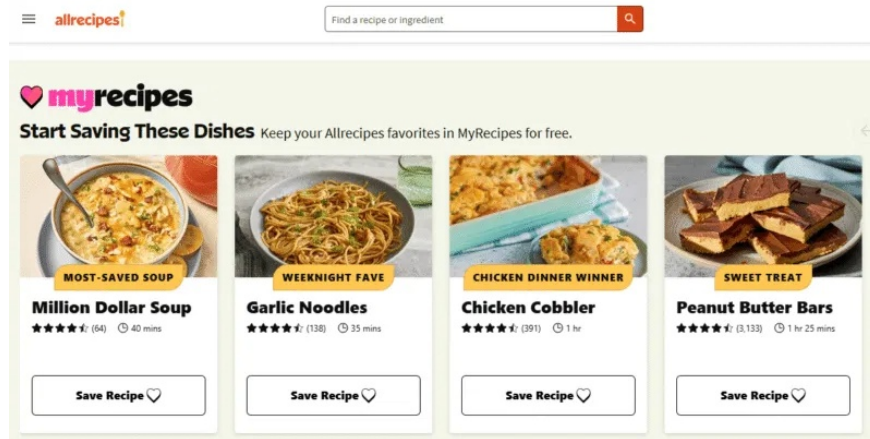 allrecipes
Find a recipe or ingredient
myrecipes
Start Saving These Dishes Keep your Allrecipes favorites in MyRecipes for free.
MOST-SAVED SOUP
Million Dollar Soup
(64) 40 mins
Save Recipe
WEEKNIGHT FAVE
Garlic Noodles
(138) 35 mins
Save Recipe
CHICKEN DINNER WINNER
Chicken Cobbler
(391) 1 hr
Save Recipe
SWEET TREAT
Peanut Butter Bars
(3,133) 1 hr 25 mins
Save Recipe